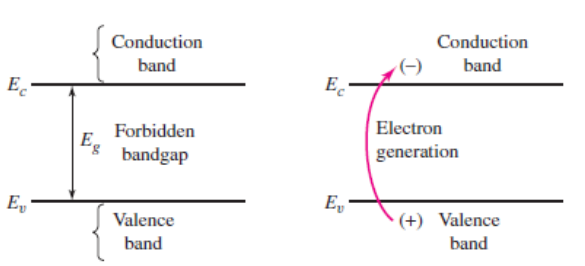 Conduction
band
E_c
E_g
Forbidden
bandgap
E_v
Valence
band
Conduction
(−) band
E_c
Electron
generation
E_v
(+) Valence
band